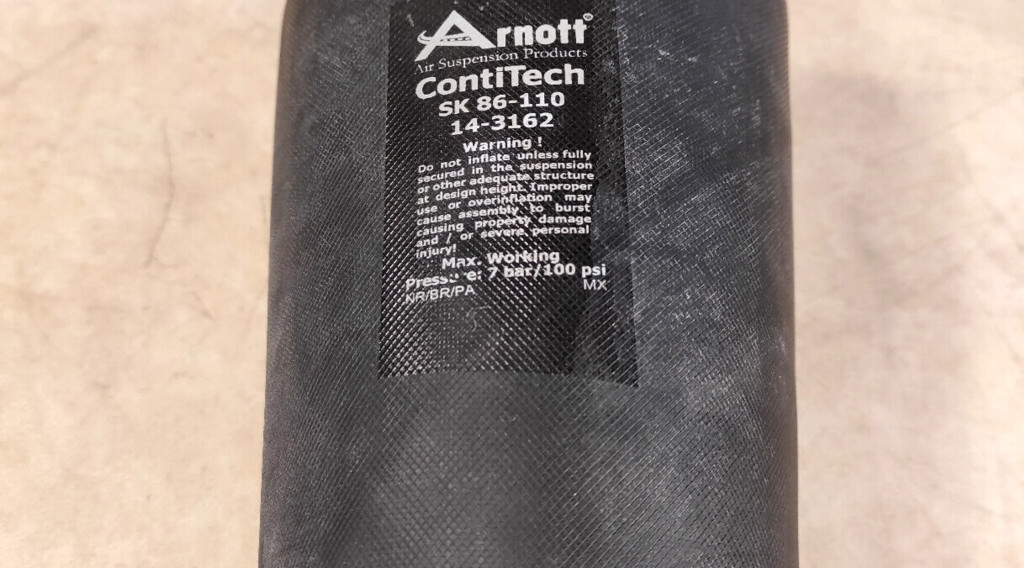 Arnott®
Air Suspension Products
ContiTech
SK 86-110
14-3162
Warning !
Do not inflate unless fully
secured in the suspension
or other adequate structure
at design height. Improper
use or overinflation may
cause assembly to burst
causing property damage
and / or severe personal
injury!
Max. Working
Pressure: 7 bar/100 psi
NR/BR/PA MX